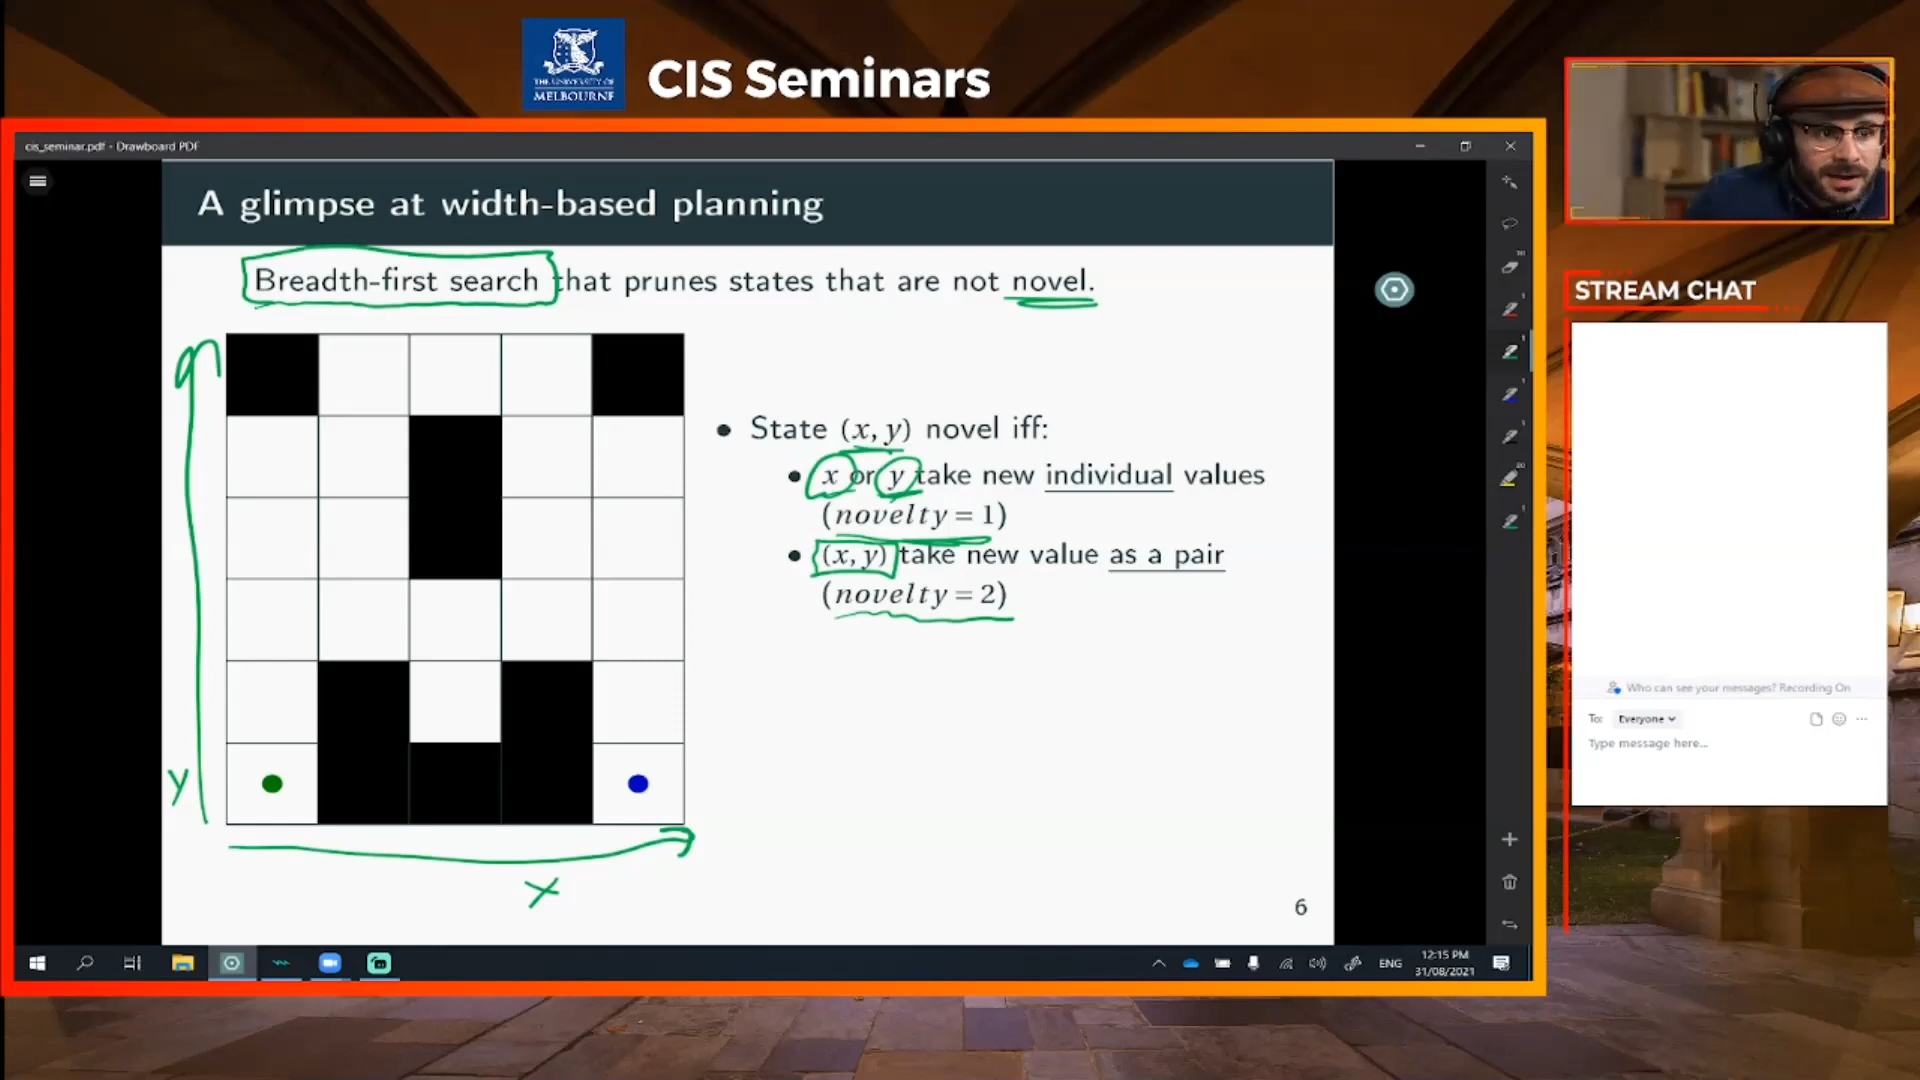 THE UNIVERSITY OF
MELBOURNE
CIS Seminars
cis_seminar.pdf - Drawboard PDF
A glimpse at width-based planning
Breadth-first search that prunes states that are not novel.
• State (x, y) novel iff:
• x or y take new individual values
(novelty = 1)
• (x, y) take new value as a pair
(novelty = 2)
y
x
6
STREAM CHAT
Who can see your messages? Recording On
To: Everyone
Type message here...
ENG
12:15 PM
31/08/2021